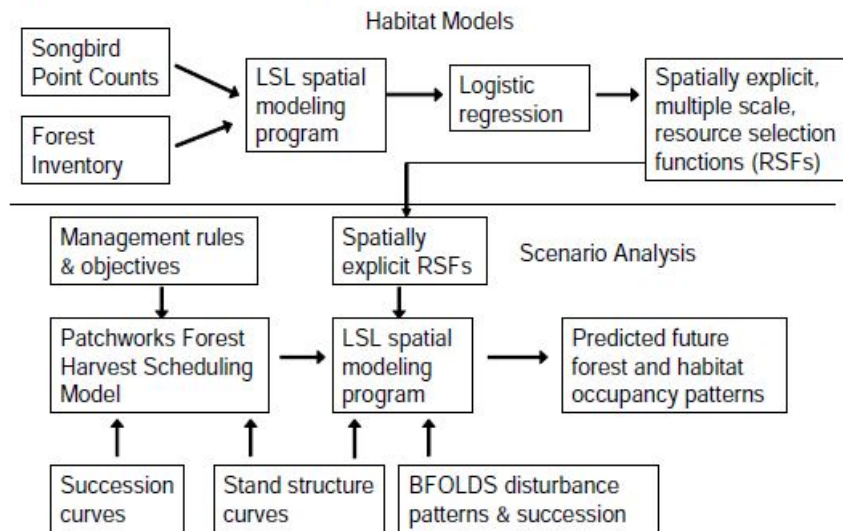 Habitat Models
Songbird
Point Counts
Forest
Inventory
LSL spatial
modeling
program
Logistic
regression
Spatially explicit,
multiple scale,
resource selection
functions (RSFs)
Management rules
& objectives
Spatially
explicit RSFs
Scenario Analysis
Patchworks Forest
Harvest Scheduling
Model
LSL spatial
modeling
program
Predicted future
forest and habitat
occupancy patterns
Succession
curves
Stand structure
curves
BFOLDS disturbance
patterns & succession